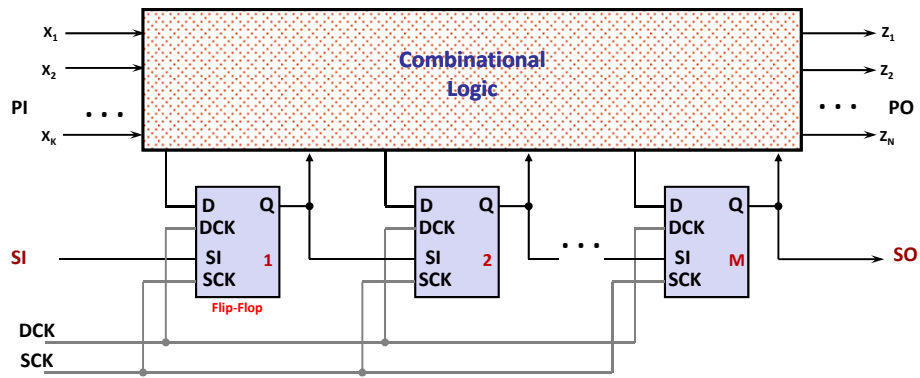 X1
Z1
X2
Combinational
Logic
Z2
PI
. . .
. . .
PO
XK
ZN
D Q
D Q
D Q
DCK
DCK
DCK
SI
SI 1
SI 2
. . .
SI M
SO
SCK
SCK
SCK
Flip-Flop
DCK
SCK